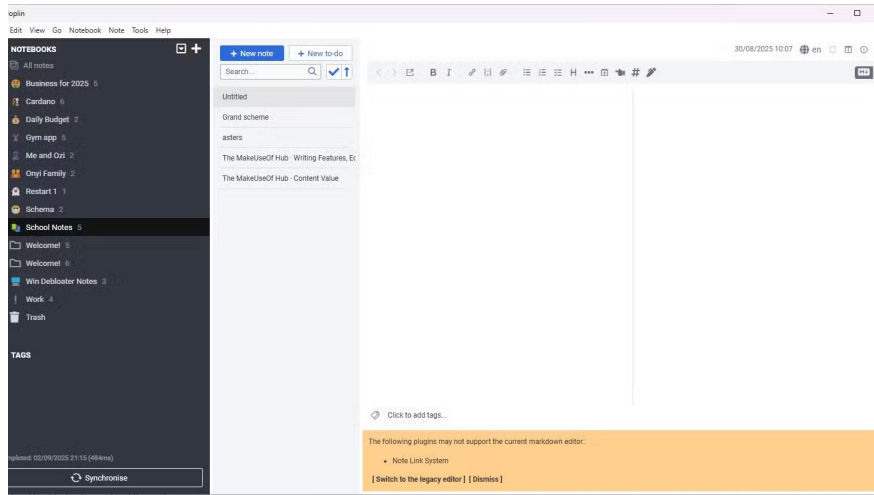 oplin
Edit View Go Notebook Note Tools Help
NOTEBOOKS
All notes
Business for 2025 5
Cardano 6
Daily Budget 2
Gym app 5
Me and Ozi 2
Onyi Family 2
Restart 1 1
Schema 2
School Notes 5
Welcome! 5
Welcome! 6
Win Debloater Notes 3
Work 4
Trash
TAGS
mpleted: 02/09/2025 21:15 (484ms)
Synchronise
+ New note + New to-do
Search...
Untitled
Grand scheme
asters
The MakeUseOf Hub - Writing Features, Ec
The MakeUseOf Hub - Content Value
30/08/2025 10:07 en
B I H
Click to add tags...
The following plugins may not support the current markdown editor:
• Note Link System
[ Switch to the legacy editor ] [ Dismiss ]